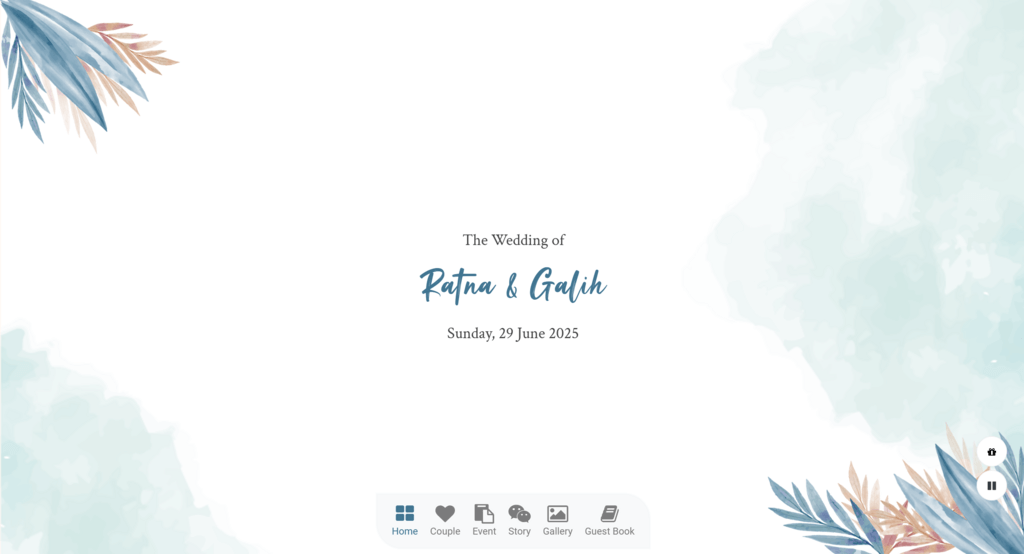 The Wedding of
Ratna & Galih
Sunday, 29 June 2025
Home Couple Event Story Gallery Guest Book